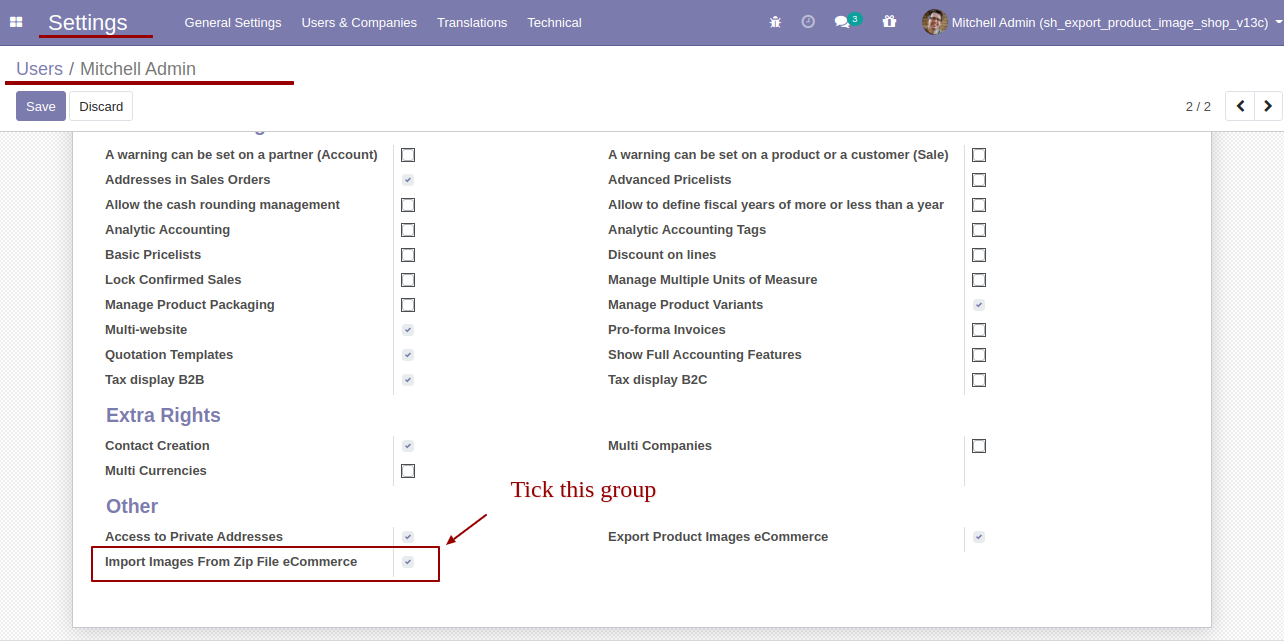 Settings General Settings Users & Companies Translations Technical 3 Mitchell Admin (sh_export_product_image_shop_v13c)
Users / Mitchell Admin
Save Discard 2 / 2
A warning can be set on a partner (Account) A warning can be set on a product or a customer (Sale)
Addresses in Sales Orders Advanced Pricelists
Allow the cash rounding management Allow to define fiscal years of more or less than a year
Analytic Accounting Analytic Accounting Tags
Basic Pricelists Discount on lines
Lock Confirmed Sales Manage Multiple Units of Measure
Manage Product Packaging Manage Product Variants
Multi-website Pro-forma Invoices
Quotation Templates Show Full Accounting Features
Tax display B2B Tax display B2C
Extra Rights
Contact Creation Multi Companies
Multi Currencies
Tick this group
Other
Access to Private Addresses Export Product Images eCommerce
Import Images From Zip File eCommerce